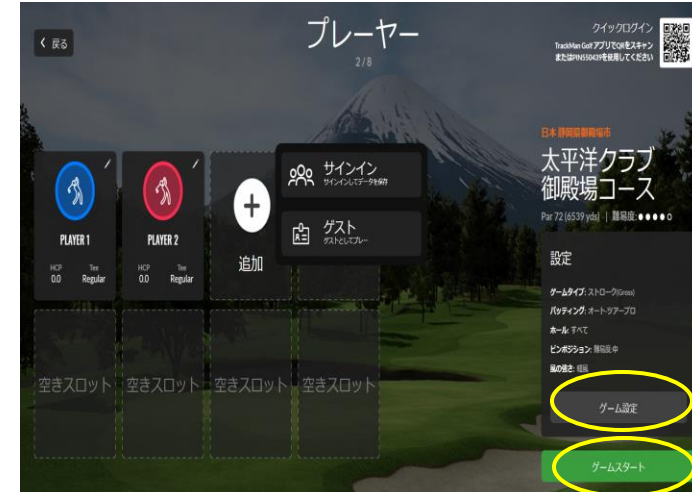 戻る
プレーヤー
2/8
クイックログイン
TrackMan Golf アプリでQRをスキャン
またはPIN550439を使用してください
日本 静岡県御殿場市
太平洋クラブ
御殿場コース
Par 72 (6539 yds) | 難易度:
PLAYER 1
HCP Tee
0.0 Regular
PLAYER 2
HCP Tee
0.0 Regular
追加
サインイン
サインインしてデータを保存
ゲスト
ゲストとしてプレー
設定
ゲームタイプ: ストローク(Gross)
パッティング: オート-ツアープロ
ホール: すべて
ピンポジション: 難易度:中
風の強さ: 軽風
ゲーム設定
ゲームスタート
空きスロット
空きスロット
空きスロット
空きスロット